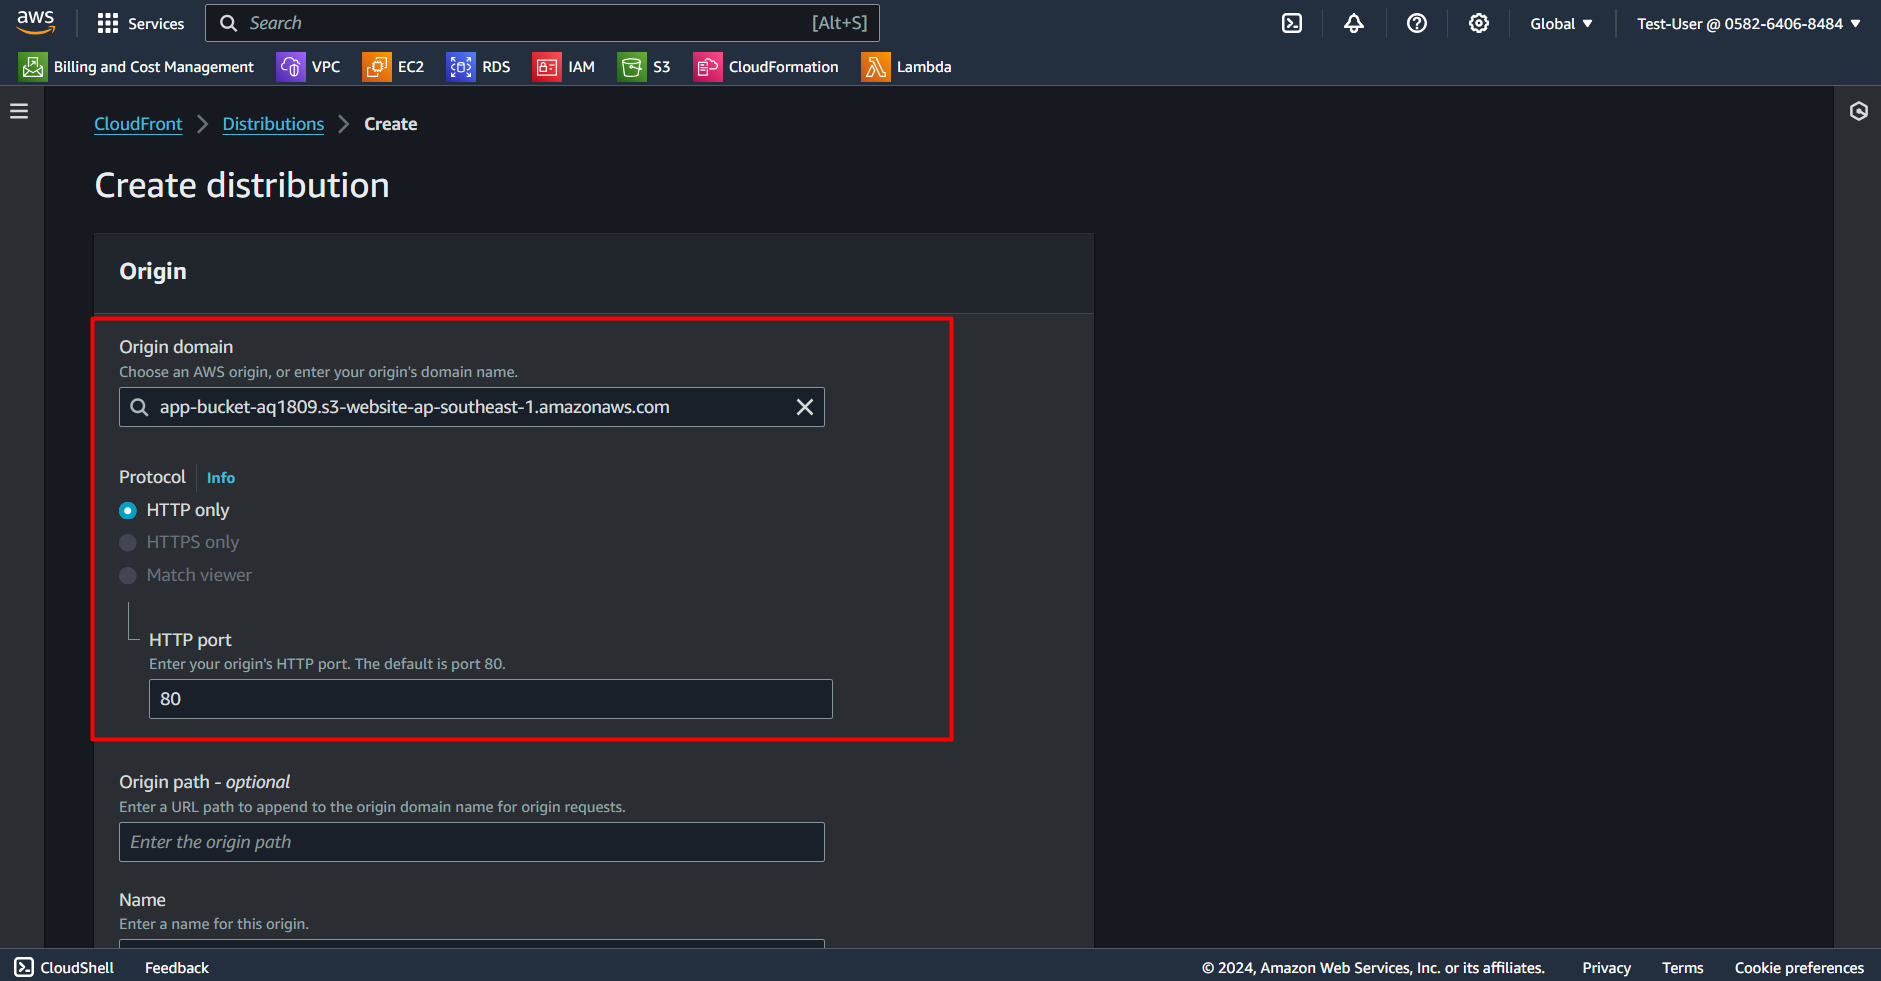 aws
Services
Search [Alt+S]
Global
Test-User @ 0582-6406-8484
Billing and Cost Management
VPC
EC2
RDS
IAM
S3
CloudFormation
Lambda
CloudFront
Distributions
Create
Create distribution
Origin
Origin domain
Choose an AWS origin, or enter your origin's domain name.
app-bucket-aq1809.s3-website-ap-southeast-1.amazonaws.com
Protocol
Info
HTTP only
HTTPS only
Match viewer
HTTP port
Enter your origin's HTTP port. The default is port 80.
80
Origin path - optional
Enter a URL path to append to the origin domain name for origin requests.
Enter the origin path
Name
Enter a name for this origin.
CloudShell
Feedback
© 2024, Amazon Web Services, Inc. or its affiliates.
Privacy
Terms
Cookie preferences